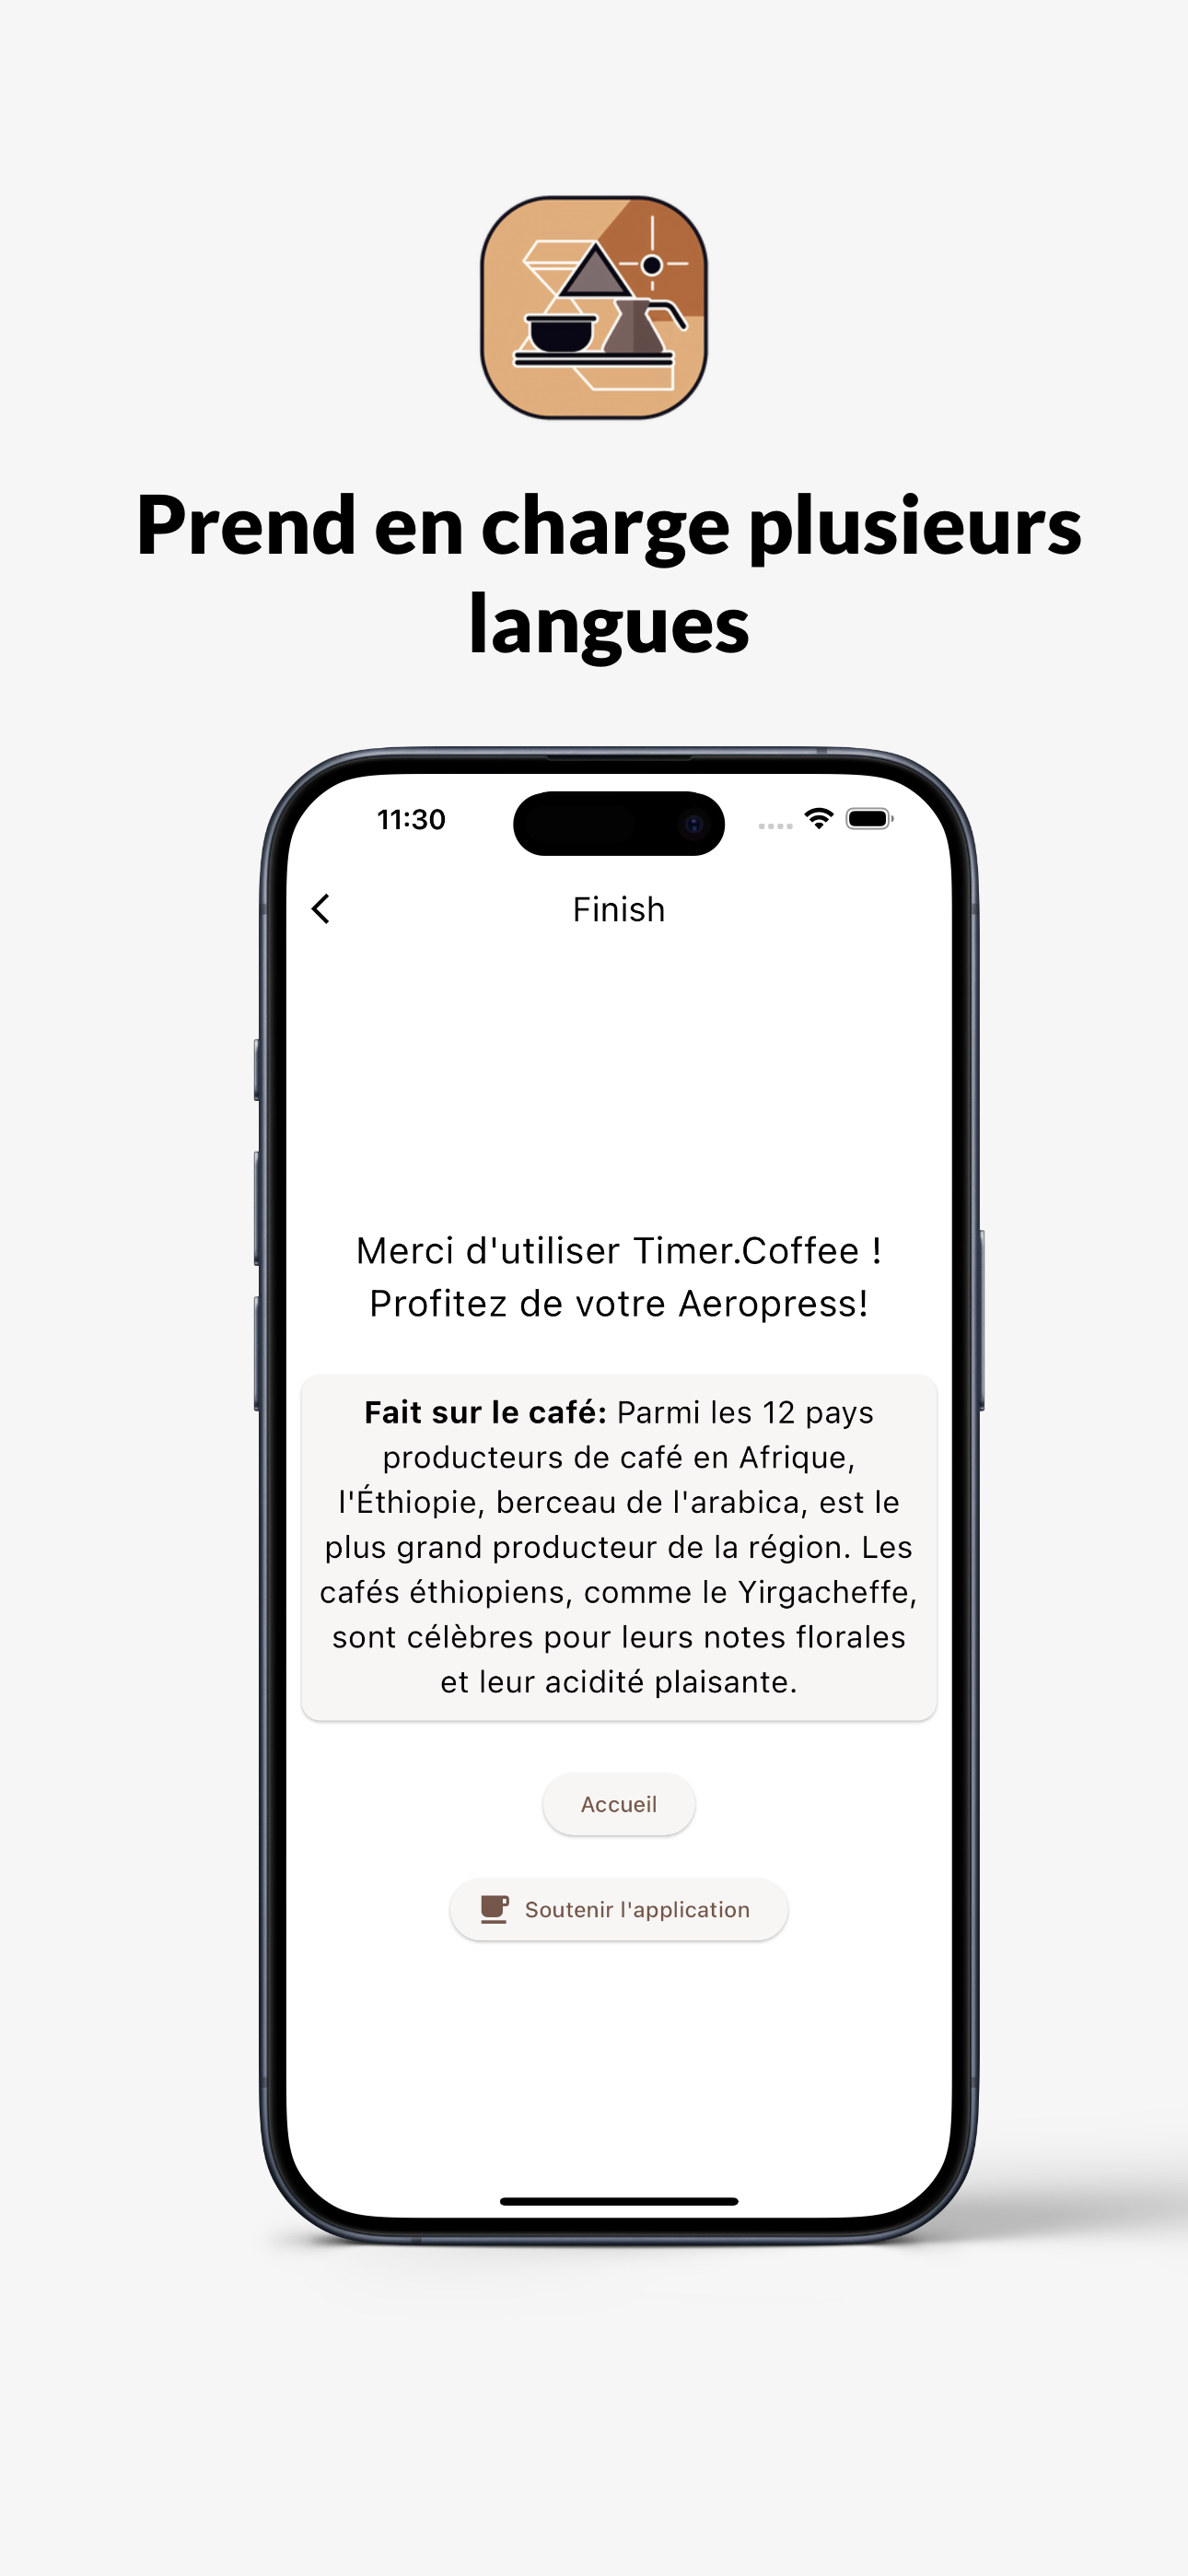 Prend en charge plusieurs
langues
11:30
Finish
Merci d'utiliser Timer.Coffee !
Profitez de votre Aeropress!
Fait sur le café: Parmi les 12 pays
producteurs de café en Afrique,
l'Éthiopie, berceau de l'arabica, est le
plus grand producteur de la région. Les
cafés éthiopiens, comme le Yirgacheffe,
sont célèbres pour leurs notes florales
et leur acidité plaisante.
Accueil
Soutenir l'application